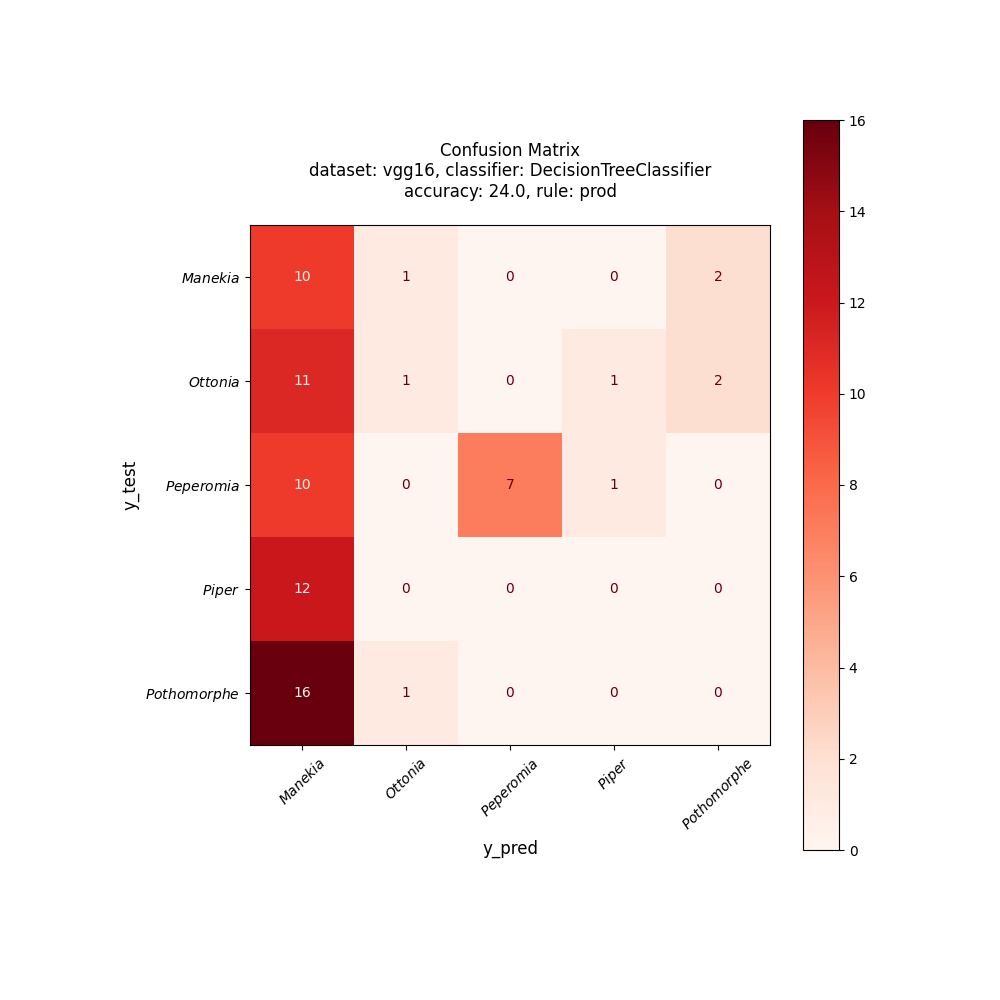 Confusion Matrix
dataset: vgg16, classifier: DecisionTreeClassifier
accuracy: 24.0, rule: prod
Manekia 10 1 0 0 2
Ottonia 11 1 0 1 2
Peperomia 10 0 7 1 0
Piper 12 0 0 0 0
Pothomorphe 16 1 0 0 0
y_test
Manekia Ottonia Peperomia Piper Pothomorphe
y_pred
16
14
12
10
8
6
4
2
0